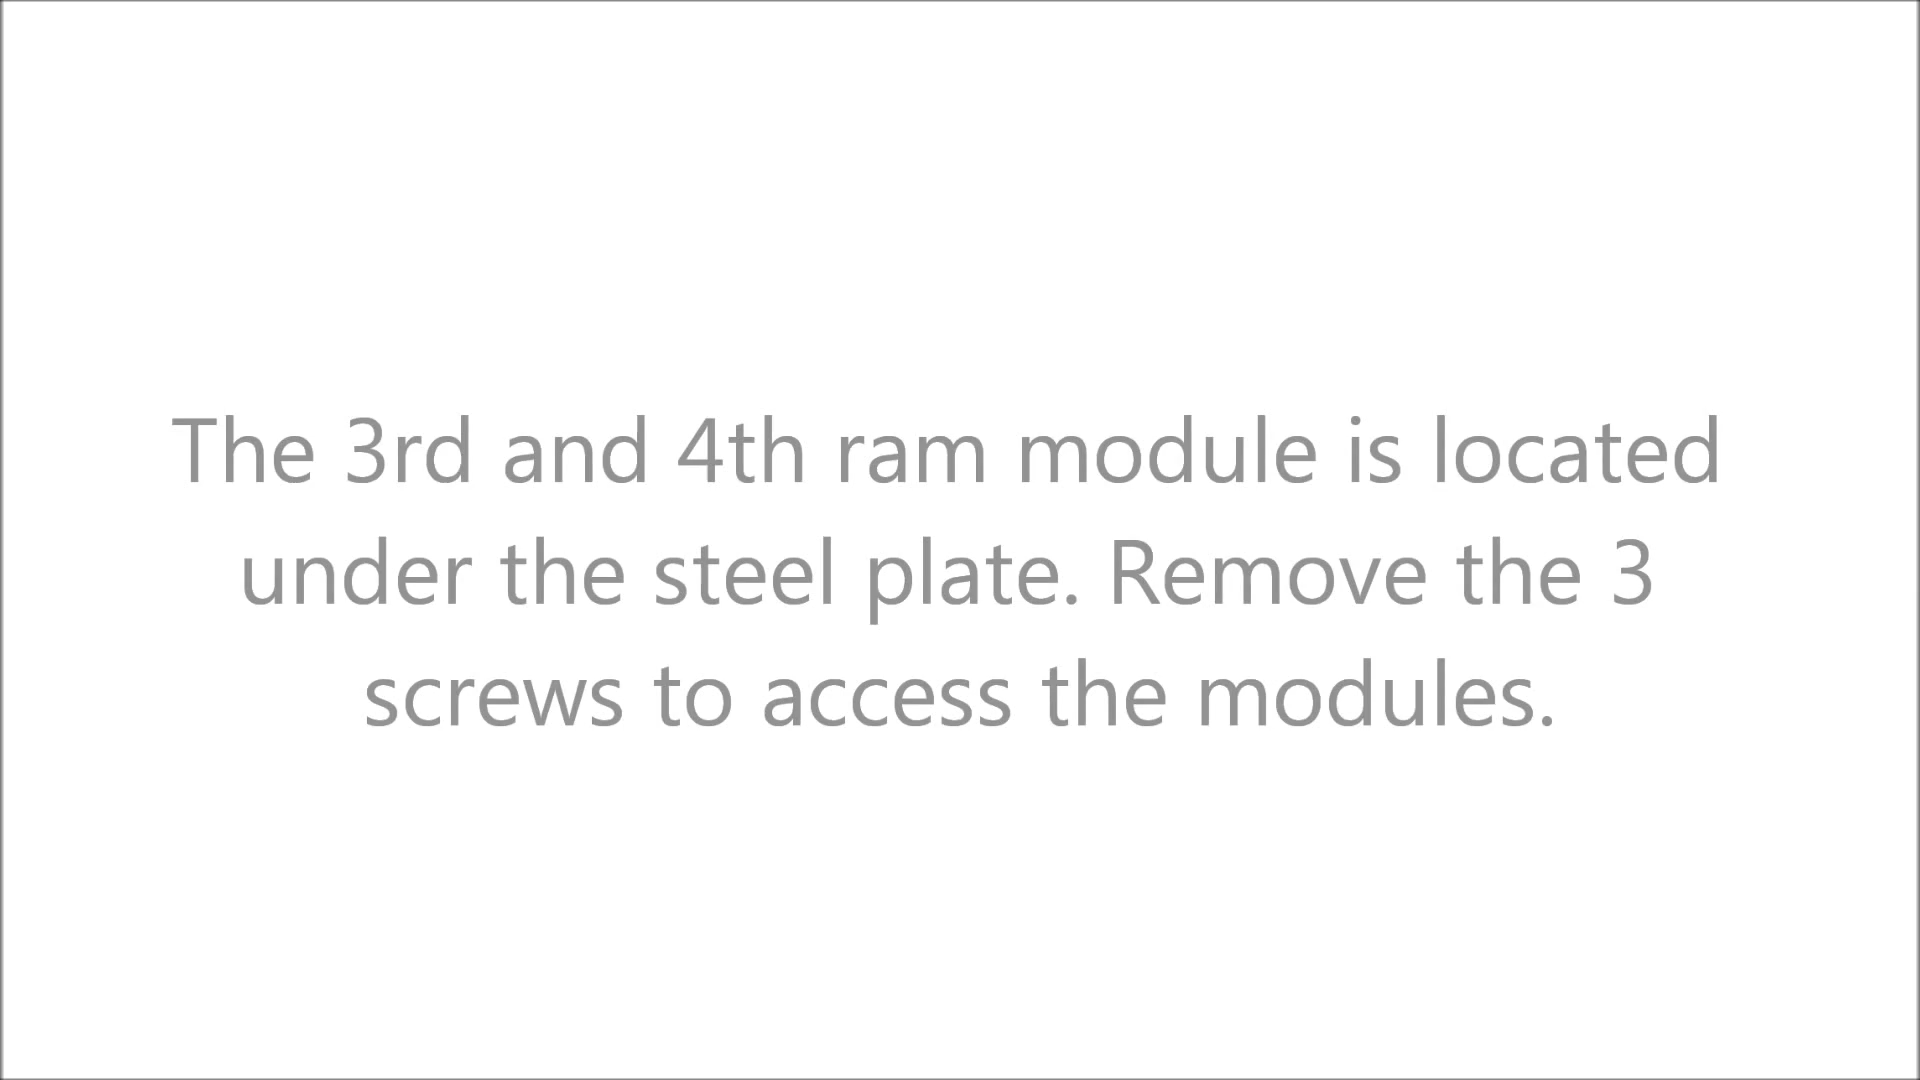 The 3rd and 4th ram module is located
under the steel plate. Remove the 3
screws to access the modules.